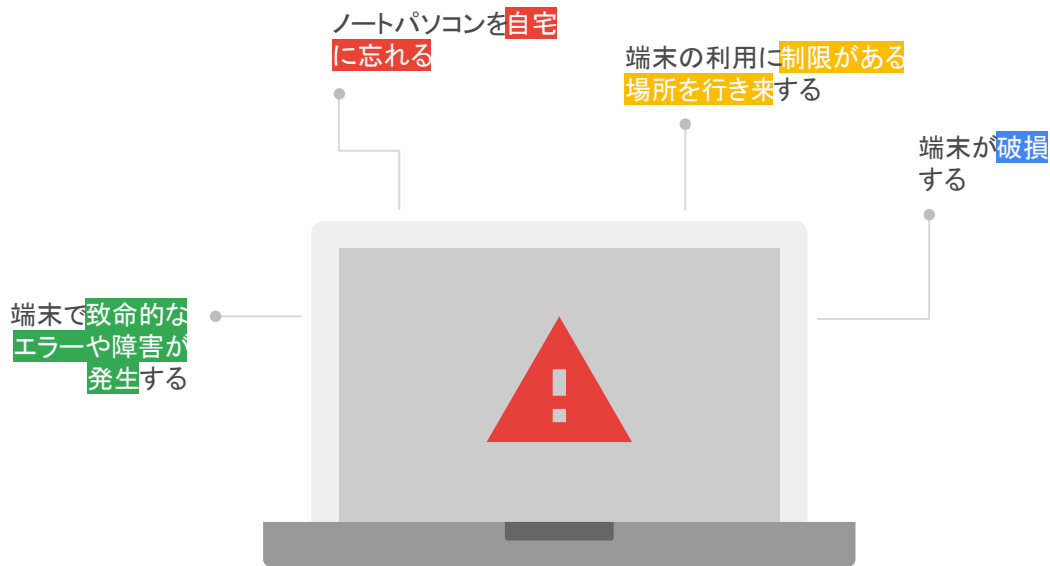 ノートパソコンを自宅
に忘れる
端末の利用に制限がある
場所を行き来する
端末が破損
する
端末で致命的な
エラーや障害が
発生する